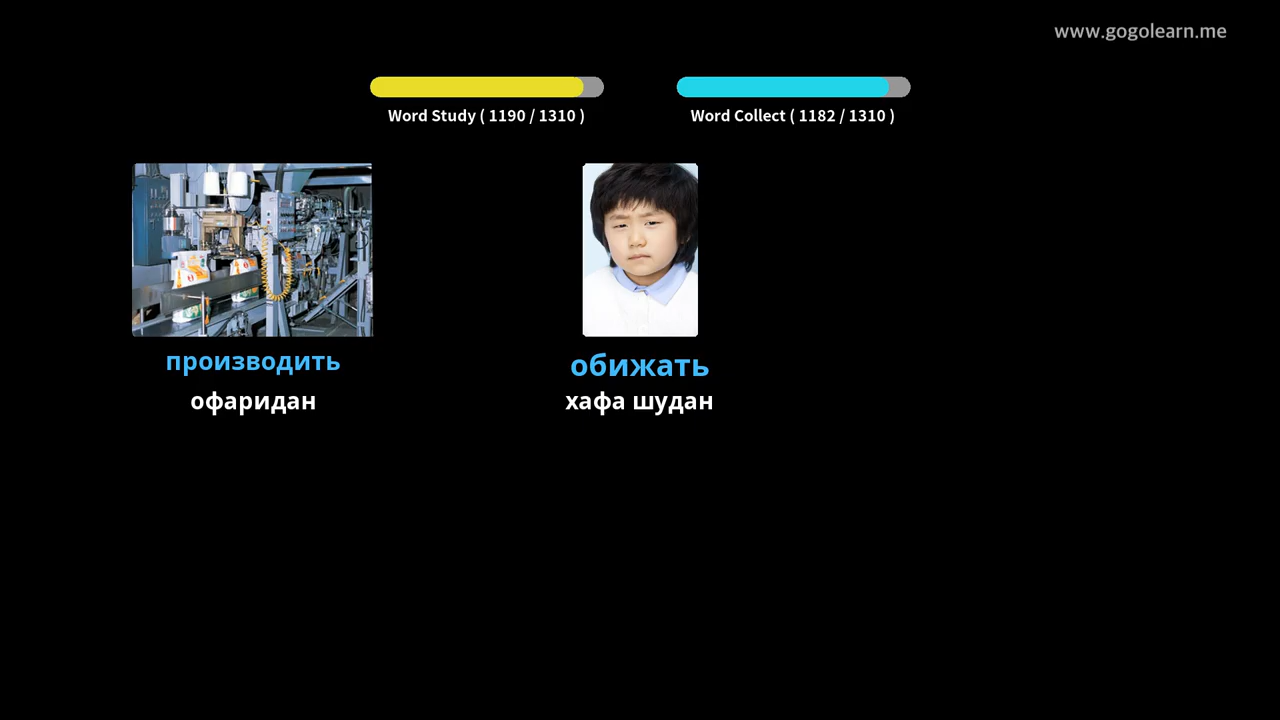 www.gogolearn.me
Word Study ( 1190 / 1310 )
Word Collect ( 1182 / 1310 )
производить
офаридан
обижать
хафа шудан